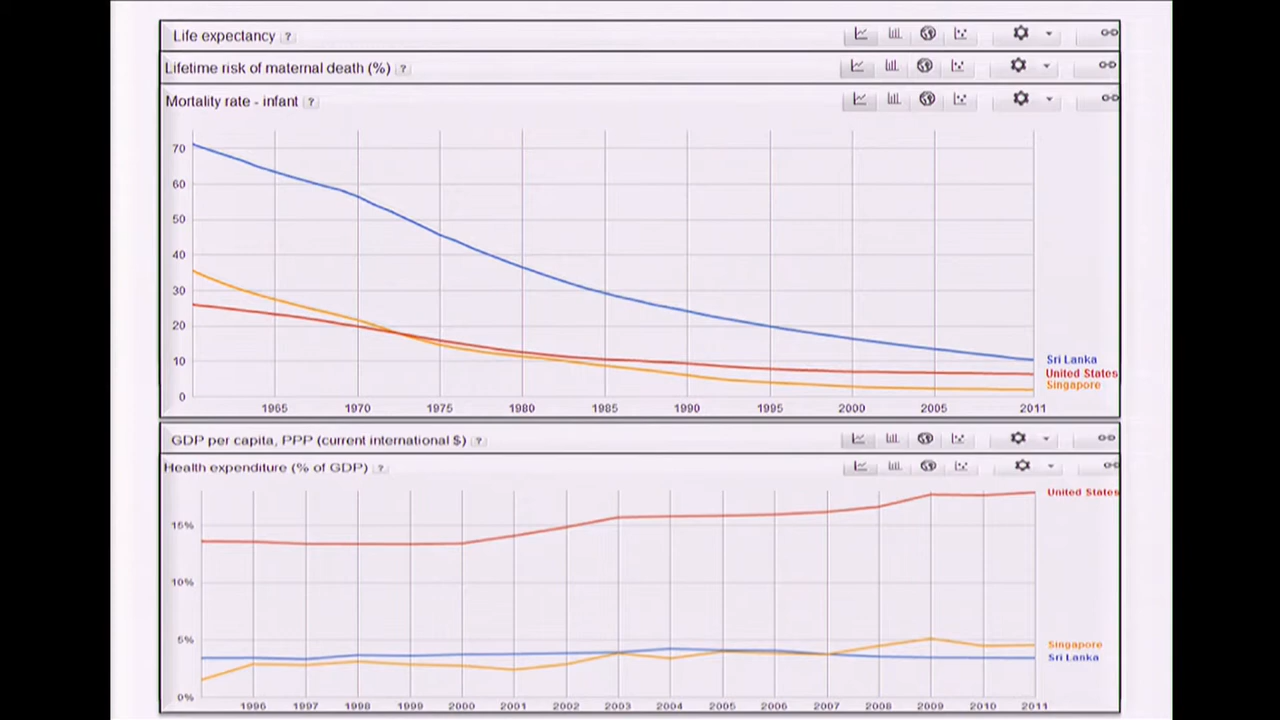 Life expectancy ?
Lifetime risk of maternal death (%) ?
Mortality rate - infant ?
70
60
50
40
30
20
10
0
Sri Lanka
United States
Singapore
1965 1970 1975 1980 1985 1990 1995 2000 2005 2011
GDP per capita, PPP (current international $) ?
Health expenditure (% of GDP) ?
United States
15%
10%
5%
Singapore
Sri Lanka
0%
1996 1997 1998 1999 2000 2001 2002 2003 2004 2005 2006 2007 2008 2009 2010 2011